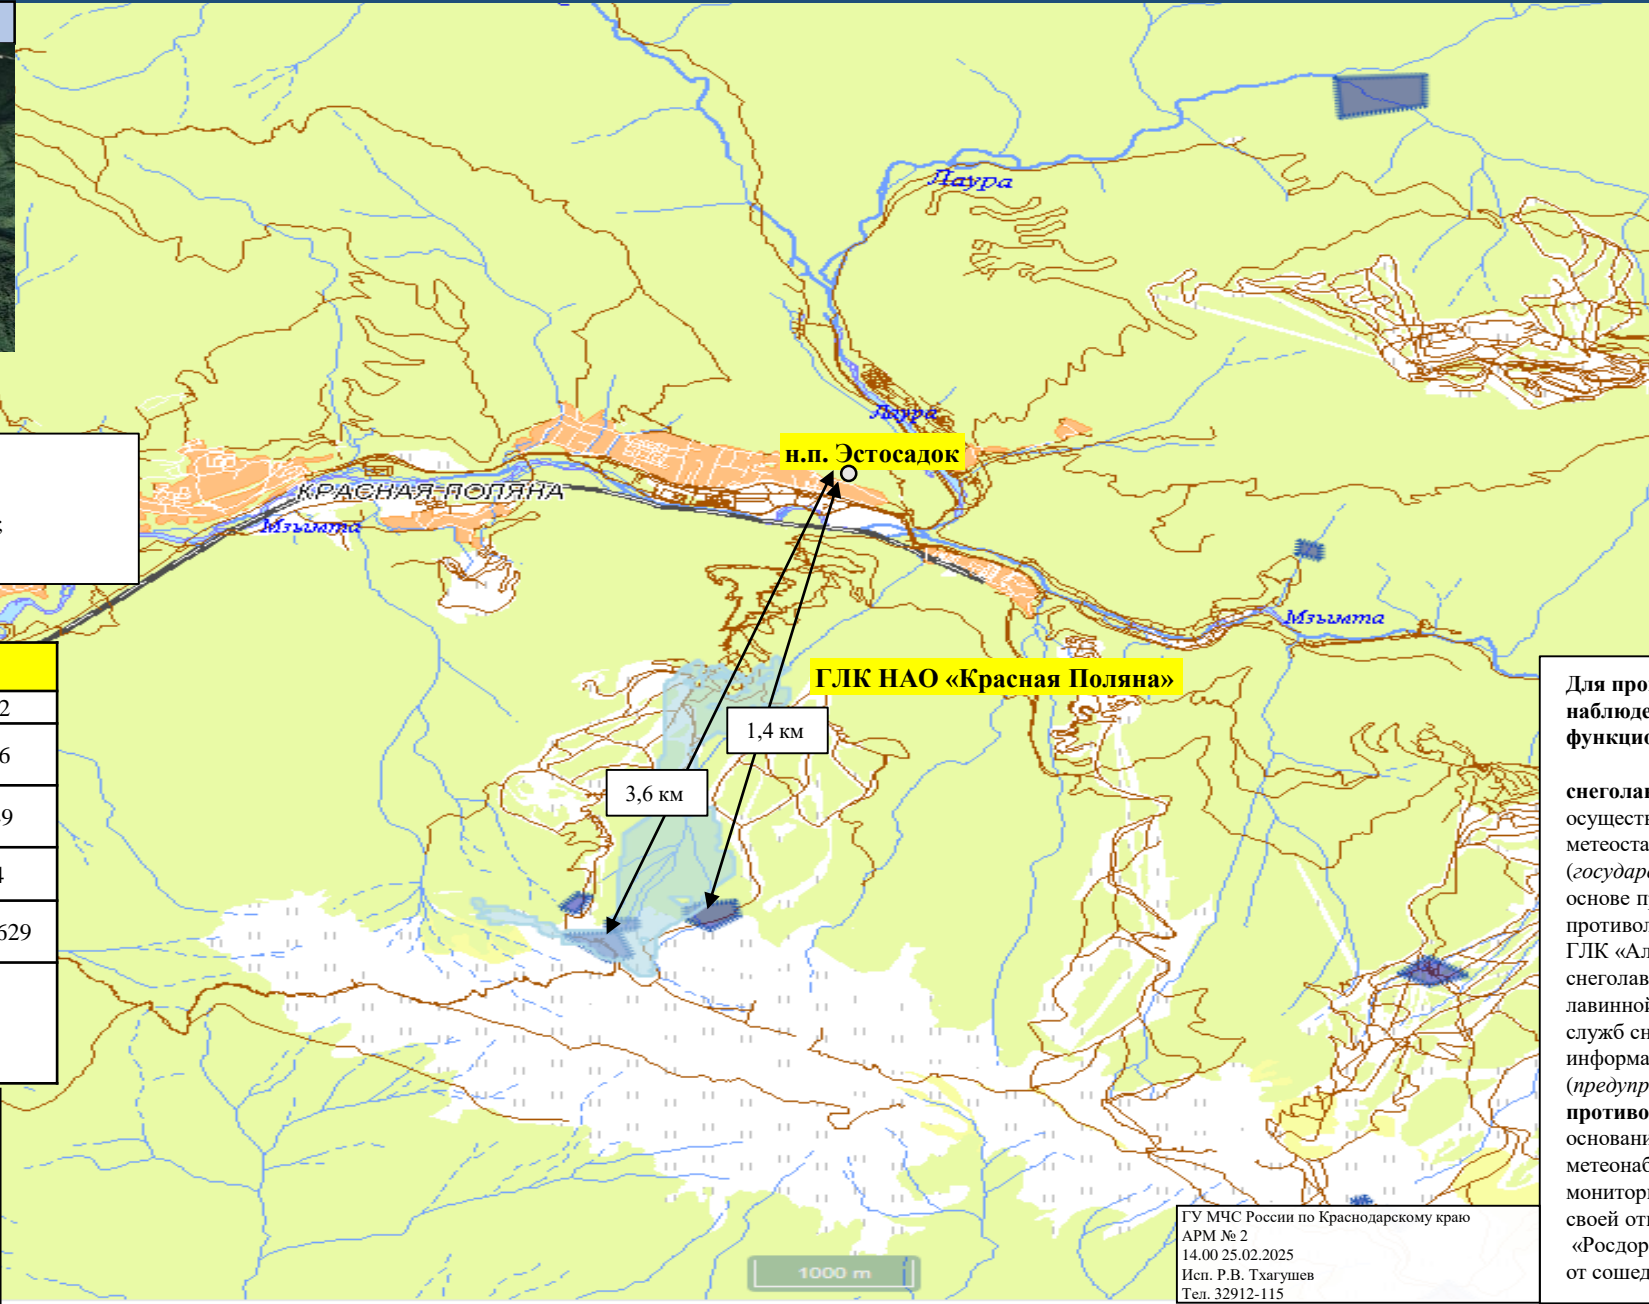 Лаура
Лаура
н.п. Эстосадок
КРАСНАЯ ПОЛЯНА
Мзымта
;
Мзымта
2
6
9
4
629
ГЛК НАО «Красная Поляна»
1,4 км
3,6 км
Для про
наблюде
функцио
снеголав
осуществ
метеоста
(государ
основе пр
противол
ГЛК «Ал
снеголав
лавинной
служб сн
информа
(предупр
противо
основани
метеонаб
монитори
своей отв
«Росдор
от сошед
ГУ МЧС России по Краснодарскому краю
АРМ № 2
14.00 25.02.2025
Исп. Р.В. Тхагушев
Тел. 32912-115
1000 m